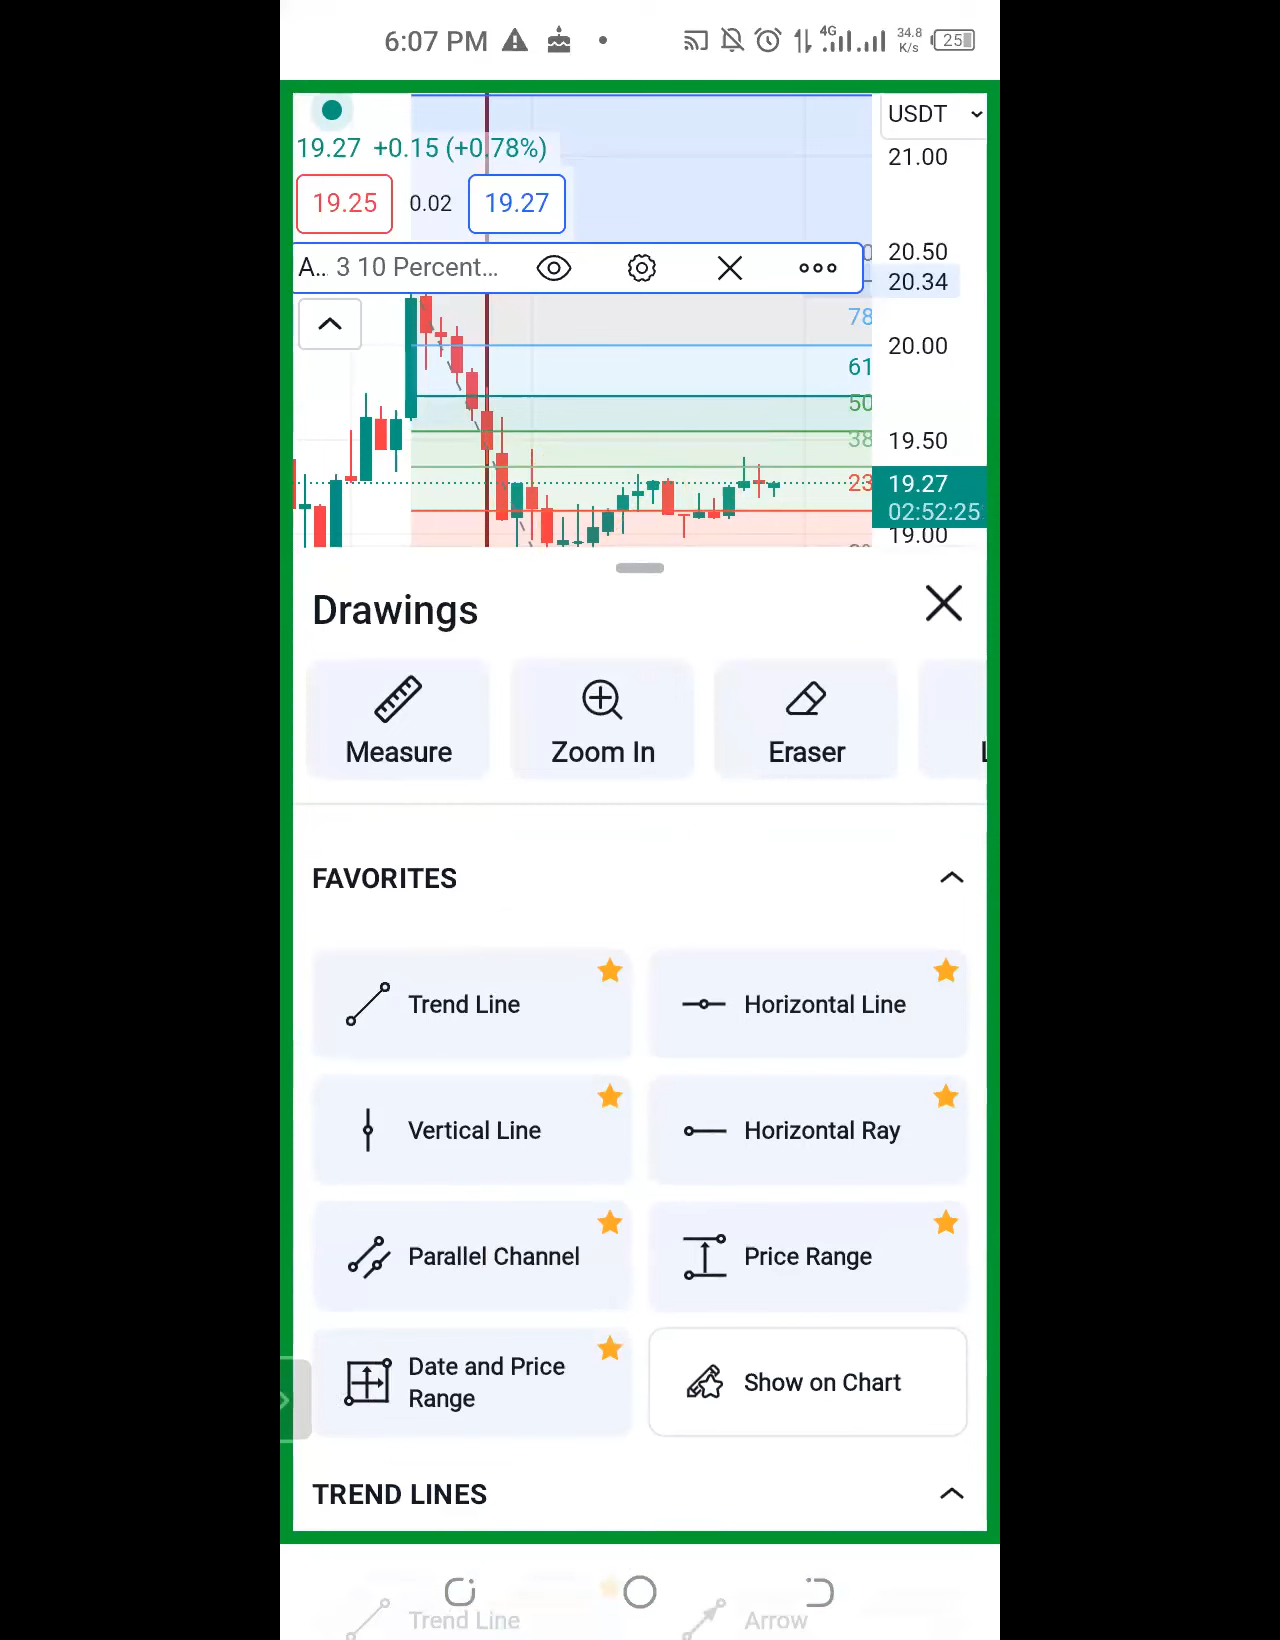 6:07 PM
4G
34.8
K/s
25
USDT
19.27 +0.15 (+0.78%)
21.00
19.25 0.02 19.27
20.50
A.. 3 10 Percent...
20.34
78
20.00
61
50
38
19.50
23
19.27
02:52:25
19.00
Drawings
Measure
Zoom In
Eraser
FAVORITES
Trend Line
Horizontal Line
Vertical Line
Horizontal Ray
Parallel Channel
Price Range
Date and Price
Range
Show on Chart
TREND LINES
Trend Line
Arrow